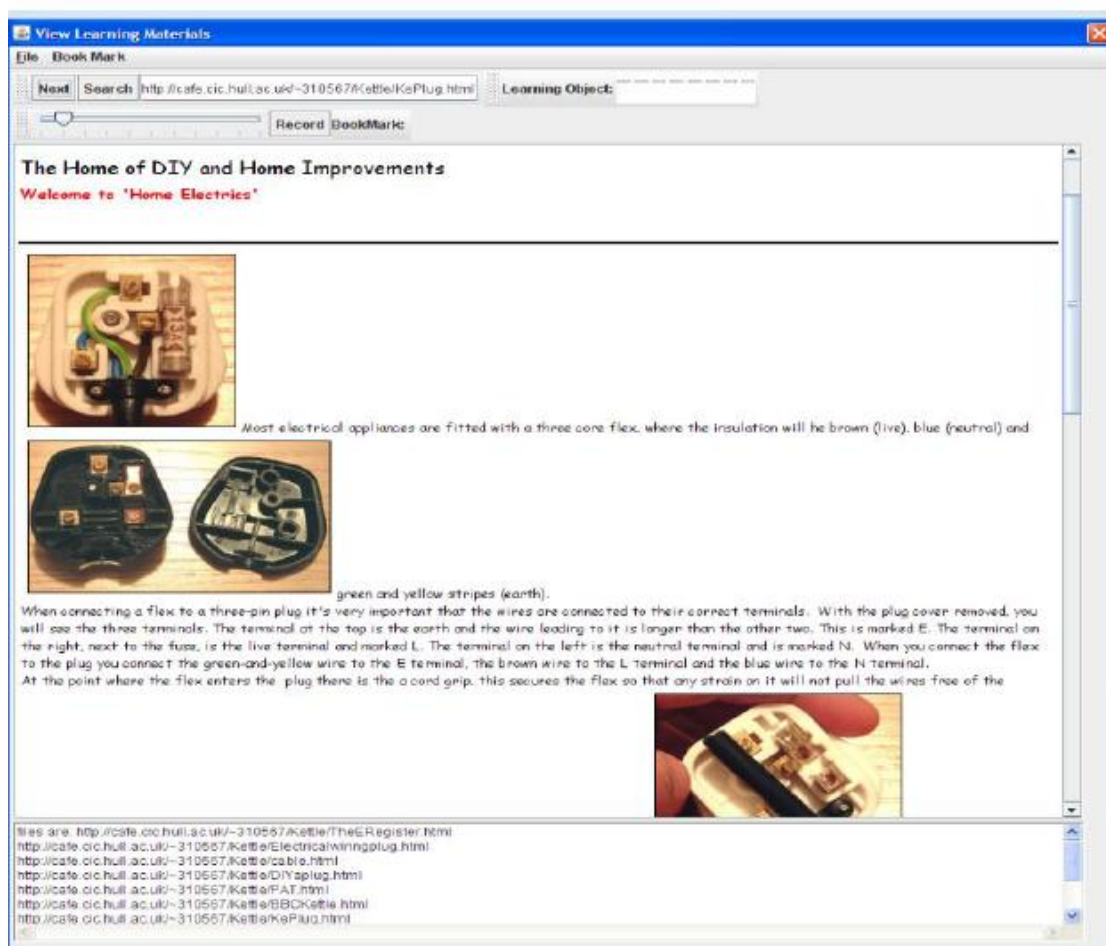 View Learning Materials
File Book Mark
Next Search http://cafe.cic.hull.ac.uk/~310567/Kettle/KePlug.html Learning Object:
Record BookMark:
The Home of DIY and Home Improvements
Welcome to 'Home Electrics'
13A
Most electrical appliances are fitted with a three core flex, where the insulation will be brown (live), blue (neutral) and
green and yellow stripes (earth).
When connecting a flex to a three-pin plug it's very important that the wires are connected to their correct terminals. With the plug cover removed, you
will see the three terminals. The terminal at the top is the earth and the wire leading to it is longer than the other two. This is marked E. The terminal on
the right, next to the fuse, is the live terminal and marked L. The terminal on the left is the neutral terminal and is marked N. When you connect the flex
to the plug you connect the green-and-yellow wire to the E terminal, the brown wire to the L terminal and the blue wire to the N terminal.
At the point where the flex enters the plug there is the a cord grip, this secures the flex so that any strain on it will not pull the wires free of the
files are: http://cafe.cic.hull.ac.uk/~310567/Kettle/TheERegister.html
http://cafe.cic.hull.ac.uk/~310567/Kettle/Electricalwiringplug.html
http://cafe.cic.hull.ac.uk/~310567/Kettle/cable.html
http://cafe.cic.hull.ac.uk/~310567/Kettle/DIYaplug.html
http://cafe.cic.hull.ac.uk/~310567/Kettle/PAT.html
http://cafe.cic.hull.ac.uk/~310567/Kettle/BBCKettle.html
http://cafe.cic.hull.ac.uk/~310567/Kettle/KePlug.html